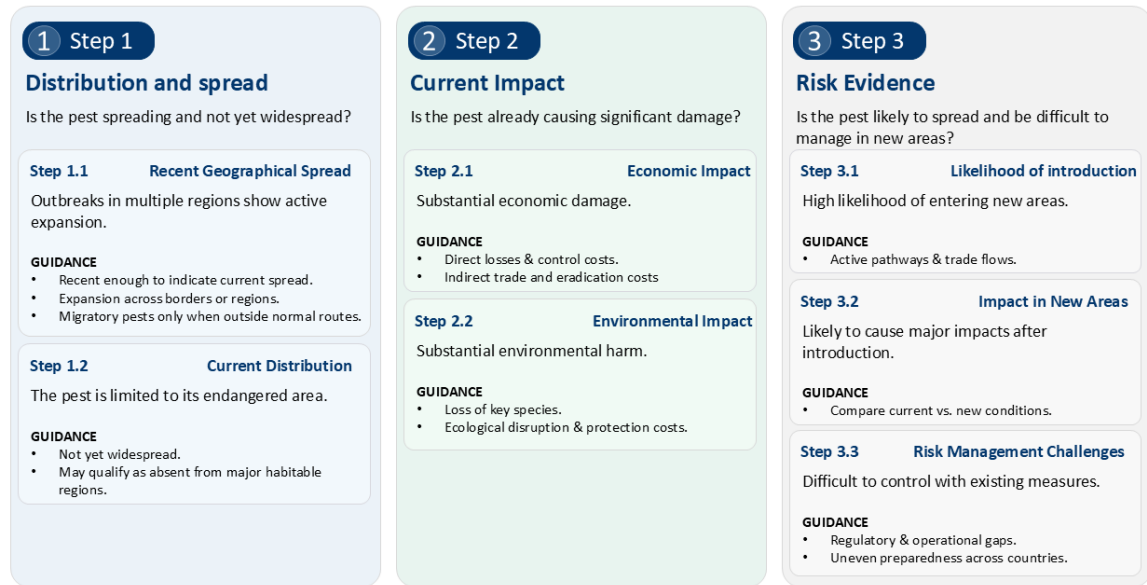 1 Step 1
Distribution and spread
Is the pest spreading and not yet widespread?
Step 1.1 Recent Geographical Spread
Outbreaks in multiple regions show active
expansion.
GUIDANCE
• Recent enough to indicate current spread.
• Expansion across borders or regions.
• Migratory pests only when outside normal routes.
Step 1.2 Current Distribution
The pest is limited to its endangered area.
GUIDANCE
• Not yet widespread.
• May qualify as absent from major habitable
regions.
2 Step 2
Current Impact
Is the pest already causing significant damage?
Step 2.1 Economic Impact
Substantial economic damage.
GUIDANCE
• Direct losses & control costs.
• Indirect trade and eradication costs
Step 2.2 Environmental Impact
Substantial environmental harm.
GUIDANCE
• Loss of key species.
• Ecological disruption & protection costs.
3 Step 3
Risk Evidence
Is the pest likely to spread and be difficult to
manage in new areas?
Step 3.1 Likelihood of introduction
High likelihood of entering new areas.
GUIDANCE
• Active pathways & trade flows.
Step 3.2 Impact in New Areas
Likely to cause major impacts after
introduction.
GUIDANCE
• Compare current vs. new conditions.
Step 3.3 Risk Management Challenges
Difficult to control with existing measures.
GUIDANCE
• Regulatory & operational gaps.
• Uneven preparedness across countries.